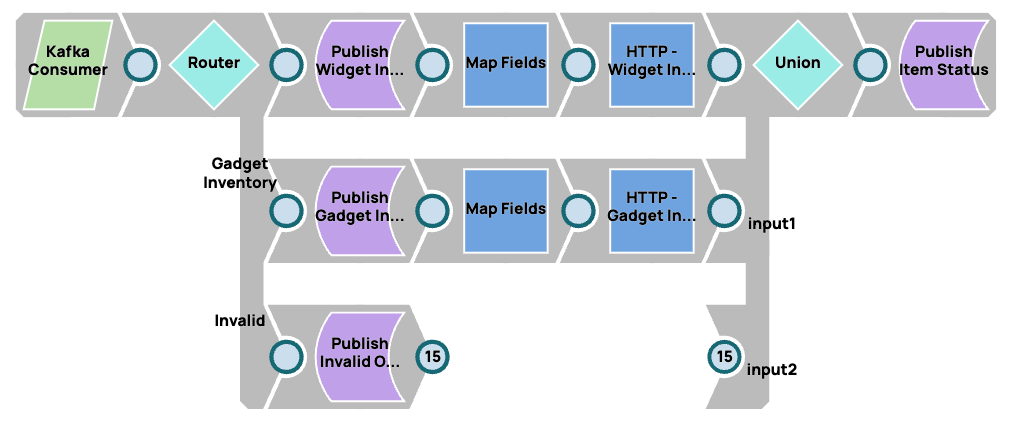 Kafka
Consumer
Router
Publish
Widget In...
Map Fields
HTTP -
Widget In...
Union
Publish
Item Status
Gadget
Inventory
Publish
Gadget In...
Map Fields
HTTP -
Gadget In...
input1
Invalid
Publish
Invalid O...
15
15
input2